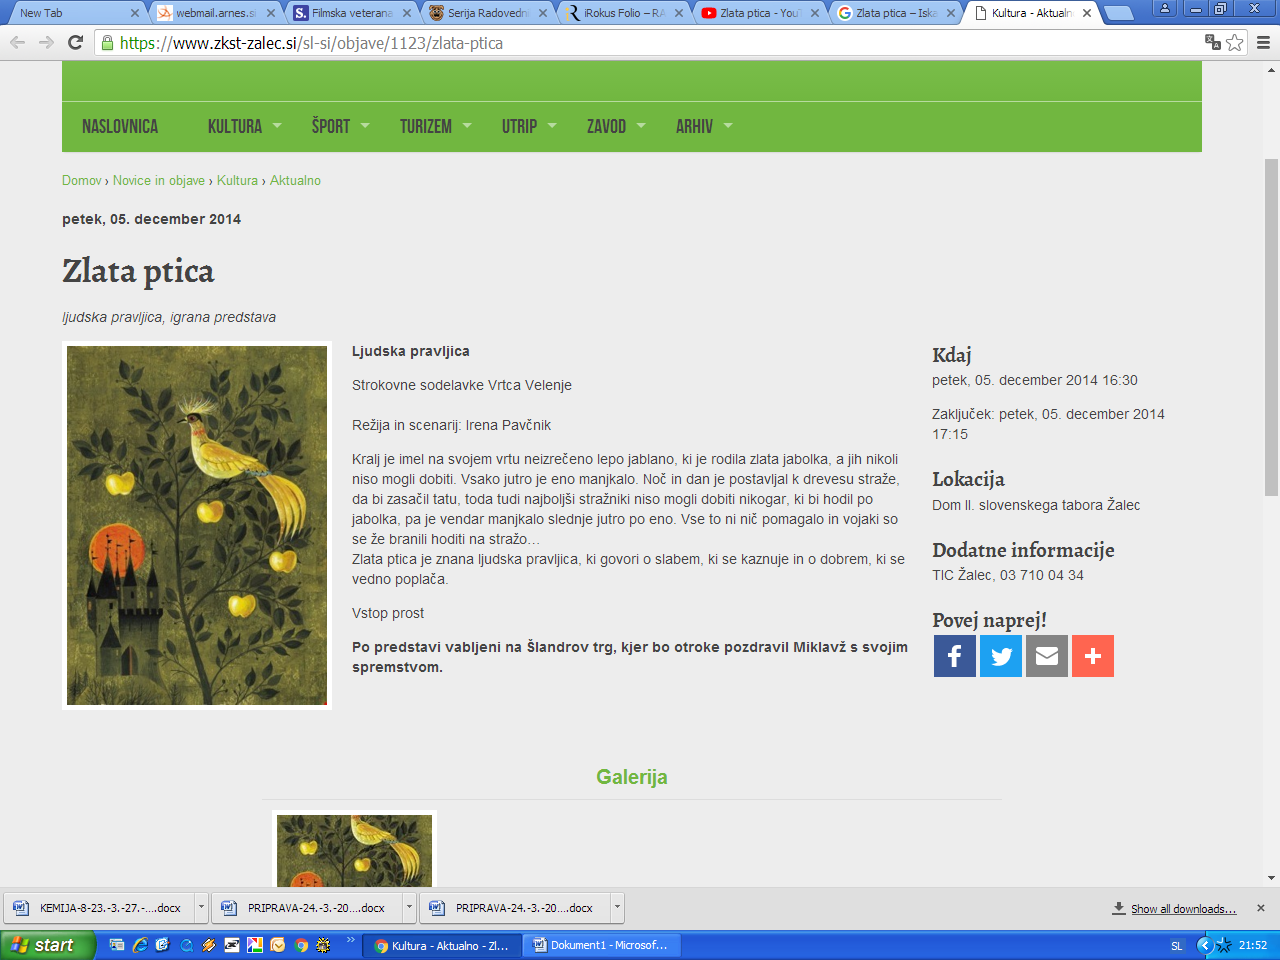 New Tab
webmail.arnes.si
Filmska veterana
Serija Radovedni
iRokus Folio – RA
Zlata ptica - YouT
Zlata ptica – Iska
Kultura - Aktualn
https://www.zkst-zalec.si/sl-si/objave/1123/zlata-ptica
NASLOVNICA KULTURA ŠPORT TURIZEM UTRIP ZAVOD ARHIV
Domov › Novice in objave › Kultura › Aktualno
petek, 05. december 2014
Zlata ptica
ljudska pravljica, igrana predstava
Ljudska pravljica
Strokovne sodelavke Vrtca Velenje
Režija in scenarij: Irena Pavčnik
Kralj je imel na svojem vrtu neizrečeno lepo jablano, ki je rodila zlata jabolka, a jih nikoli
niso mogli dobiti. Vsako jutro je eno manjkalo. Noč in dan je postavljal k drevesu straže,
da bi zasačil tatu, toda tudi najboljši stražniki niso mogli dobiti nikogar, ki bi hodil po
jabolka, pa je vendar manjkalo slednje jutro po eno. Vse to ni nič pomagalo in vojaki so
se že branili hoditi na stražo…
Zlata ptica je znana ljudska pravljica, ki govori o slabem, ki se kaznuje in o dobrem, ki se
vedno poplača.
Vstop prost
Po predstavi vabljeni na Šlandrov trg, kjer bo otroke pozdravil Miklavž s svojim
spremstvom.
Kdaj
petek, 05. december 2014 16:30
Zaključek: petek, 05. december 2014
17:15
Lokacija
Dom II. slovenskega tabora Žalec
Dodatne informacije
TIC Žalec, 03 710 04 34
Povej naprej!
Galerija
KEMIJA-8-23.-3.-27.-....docx
PRIPRAVA-24.-3.-20....docx
PRIPRAVA-24.-3.-20....docx
Show all downloads...
start
Kultura - Aktualno - Zl...
Dokument1 - Microsof...
SL
21:52